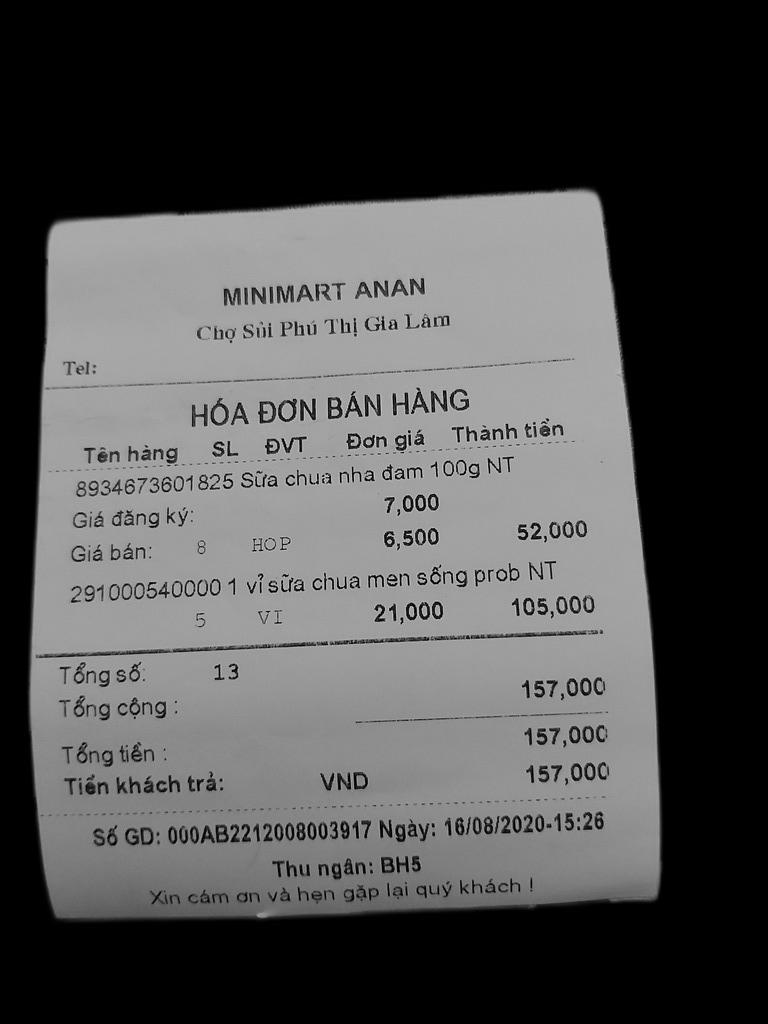 MINIMART ANAN
Chợ Sủi Phú Thị Gia Lâm
Tel:
HÓA ĐƠN BÁN HÀNG
Tên hàng SL ĐVT Đơn giá Thành tiền
8934673601825 Sữa chua nha đam 100g NT
Giá đăng ký: 7,000
Giá bán: 8 HOP 6,500 52,000
291000540000 1 vỉ sữa chua men sống prob NT
5 VI 21,000 105,000
Tổng số: 13
Tổng cộng : 157,000
Tổng tiền : 157,000
Tiền khách trả: VND 157,000
Số GD: 000AB2212008003917 Ngày: 16/08/2020-15:26
Thu ngân: BH5
Xin cám ơn và hẹn gặp lại quý khách !